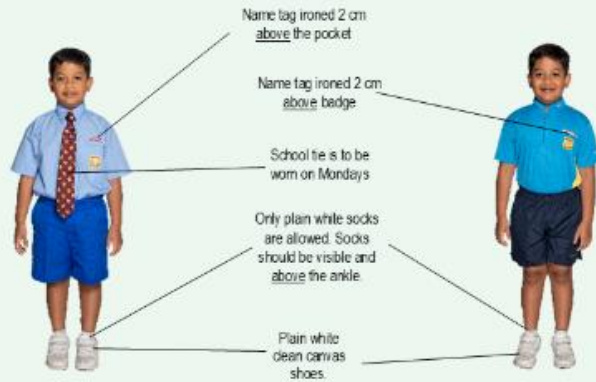 Name tag ironed 2 cm
above the pocket
Name tag ironed 2 cm
above badge
School tie is to be
worn on Mondays
Only plain white socks
are allowed. Socks
should be visible and
above the ankle.
Plain white
clean canvas
shoes.